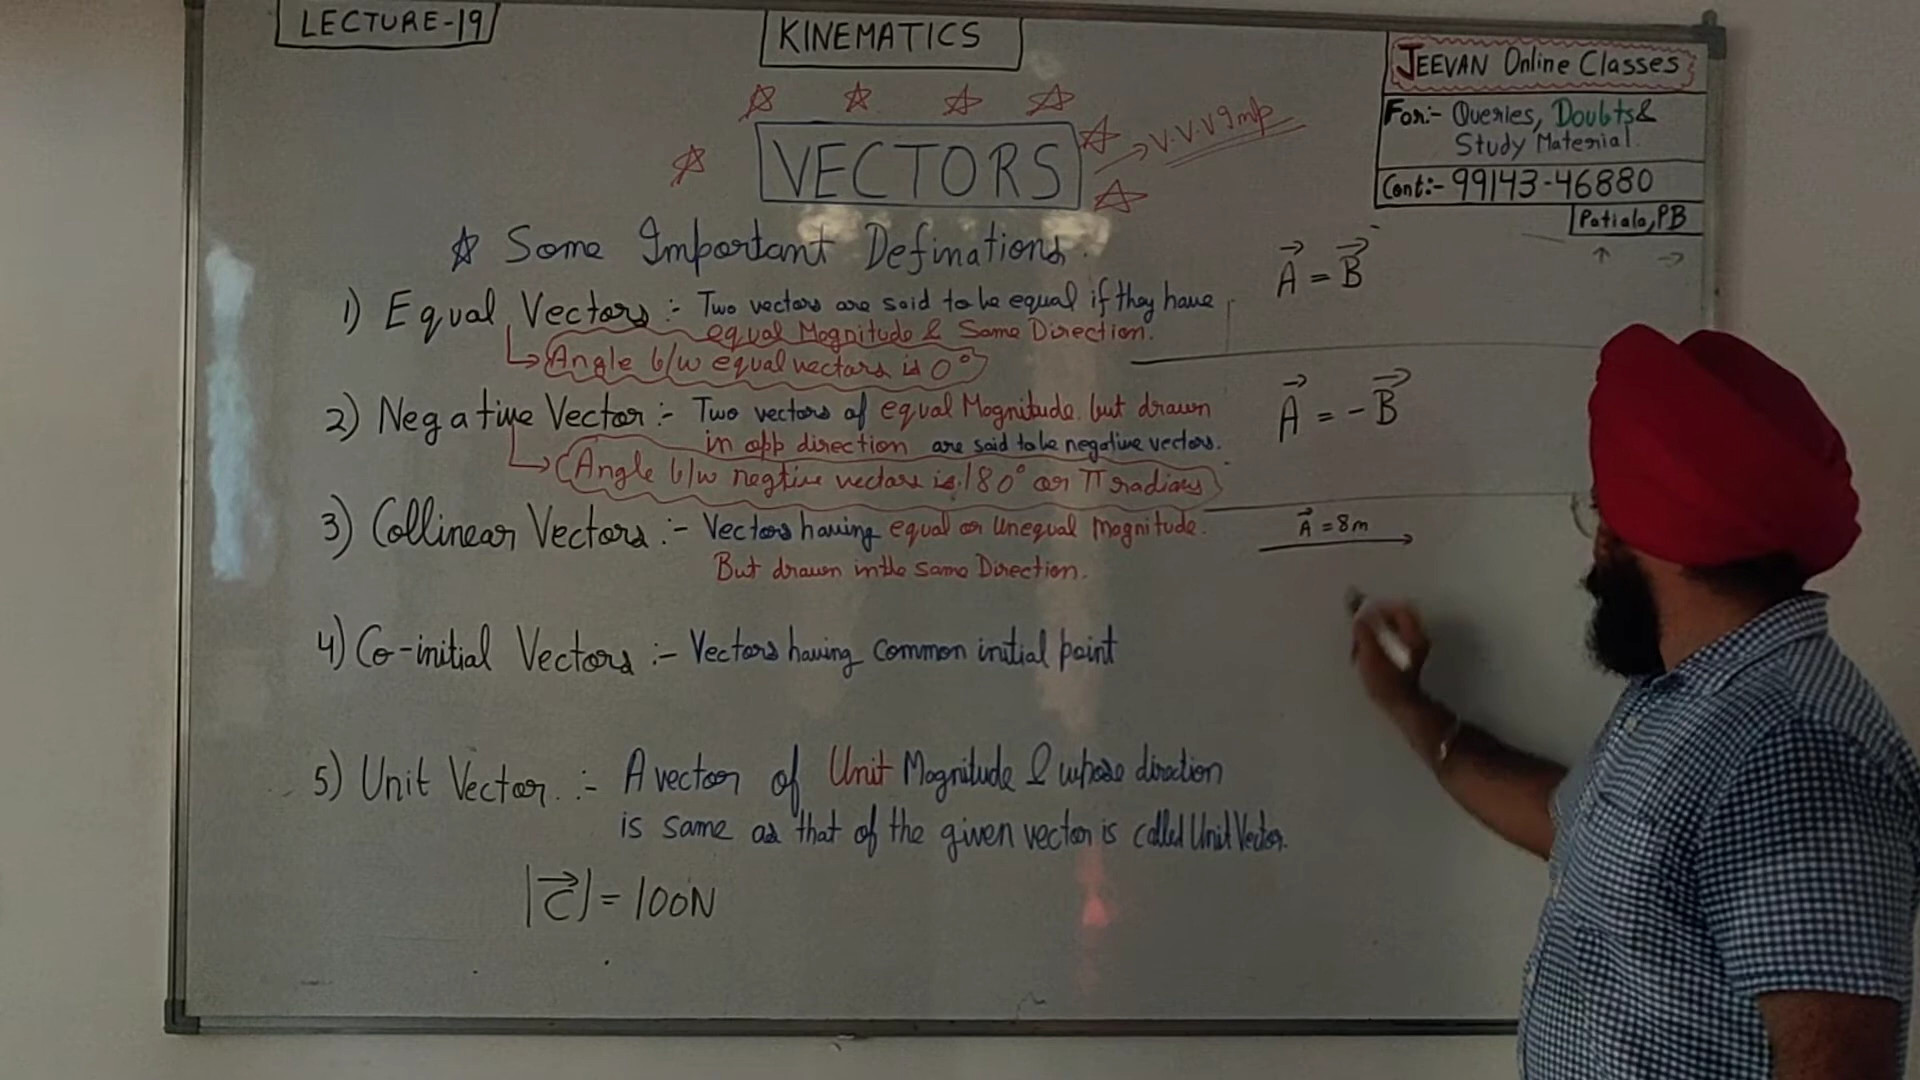 LECTURE-19
KINEMATICS
JEEVAN Online Classes
For:- Queries, Doubts &
Study Material.
Cont:- 99143-46880
Patiala, PB
VECTORS
V.V.V Imp
Some Important Definations.
1) Equal Vectors :- Two vectors are said to be equal if they have
equal Magnitude & Same Direction.
Angle b/w equal vectors is 0°
A⃗ = B⃗
2) Negative Vector :- Two vectors of equal Magnitude but drawn
in opp direction are said to be negative vectors.
Angle b/w negtive vectors is 180° or π radians
A⃗ = -B⃗
3) Collinear Vectors :- Vectors having equal or Unequal Magnitude.
But drawn in the same Direction.
A⃗ = 8m
4) Co-initial Vectors :- Vectors having common initial point
5) Unit Vector :- A vector of Unit Magnitude & whose direction
is same as that of the given vector is called Unit Vector.
|C⃗| = 100N